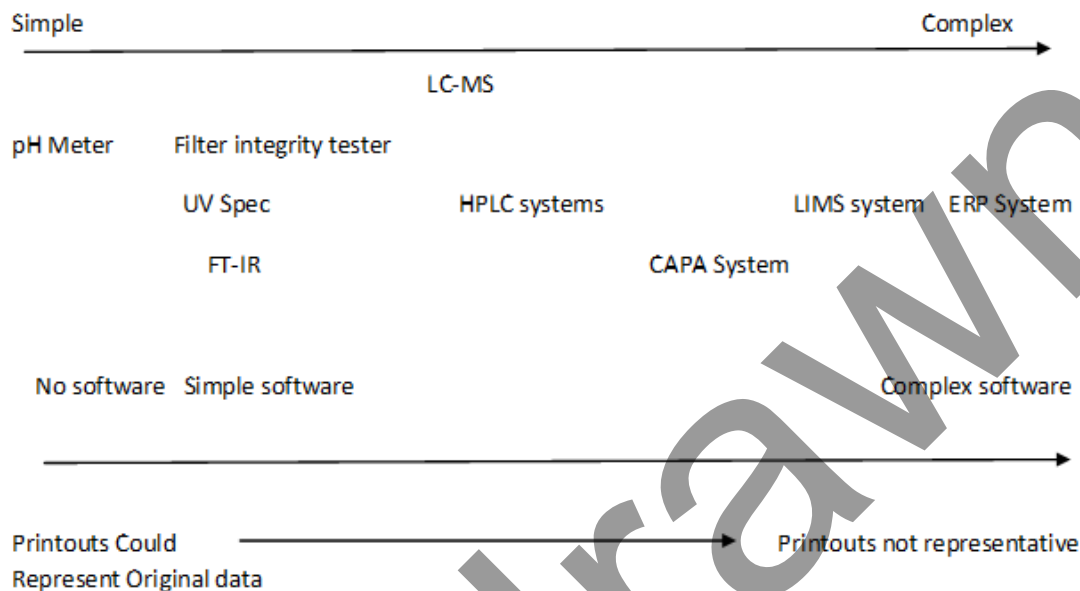 Simple Complex
LC-MS
pH Meter Filter integrity tester
UV Spec HPLC systems LIMS system ERP System
FT-IR CAPA System
No software Simple software Complex software
Printouts Could Printouts not representative
Represent Original data
drawn